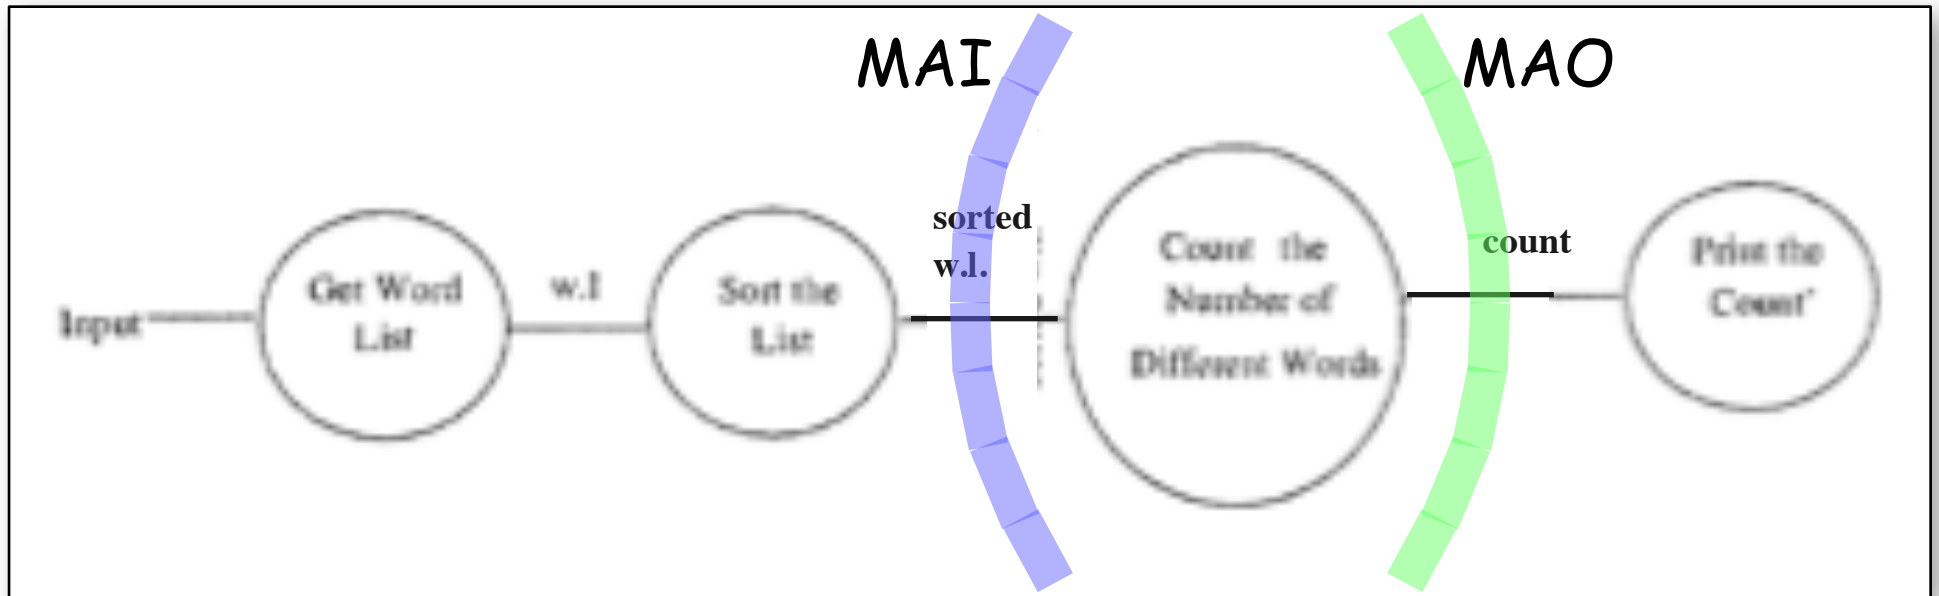 MAI
MAO
Input
Get Word
List
w.I
Sort the
List
sorted
w.l.
Count the
Number of
Different Words
count
Print the
Count